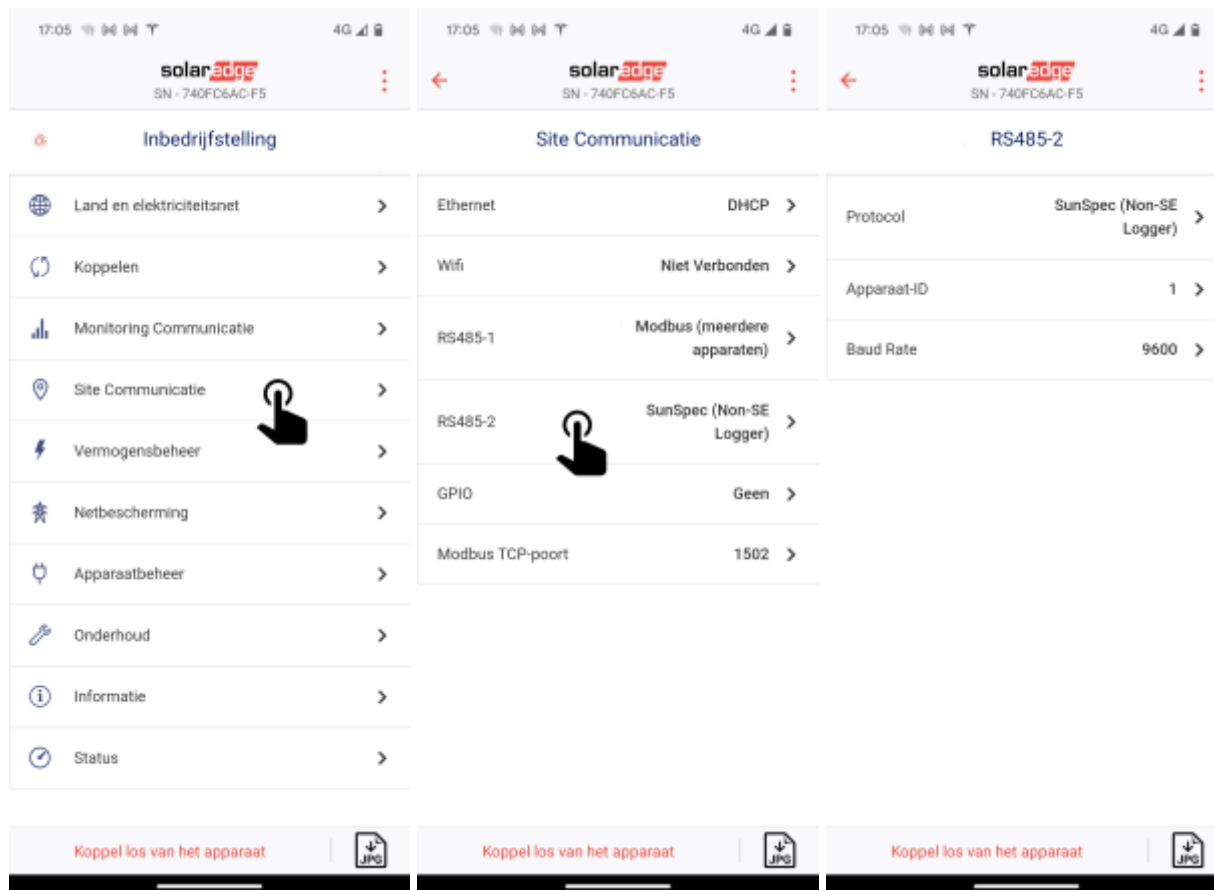 17:05 4G
solaredge
SN - 740FC6AC-F5
Inbedrijfstelling
Land en elektriciteitsnet
Koppelen
Monitoring Communicatie
Site Communicatie
Vermogensbeheer
Netbescherming
Apparaatbeheer
Onderhoud
Informatie
Status
Koppel los van het apparaat
JPG
17:05 4G
solaredge
SN - 740FC6AC-F5
Site Communicatie
Ethernet DHCP
Wifi Niet Verbonden
RS485-1 Modbus (meerdere
apparaten)
RS485-2 SunSpec (Non-SE
Logger)
GPIO Geen
Modbus TCP-poort 1502
Koppel los van het apparaat
JPG
17:05 4G
solaredge
SN - 740FC6AC-F5
RS485-2
Protocol SunSpec (Non-SE
Logger)
Apparaat-ID 1
Baud Rate 9600
Koppel los van het apparaat
JPG